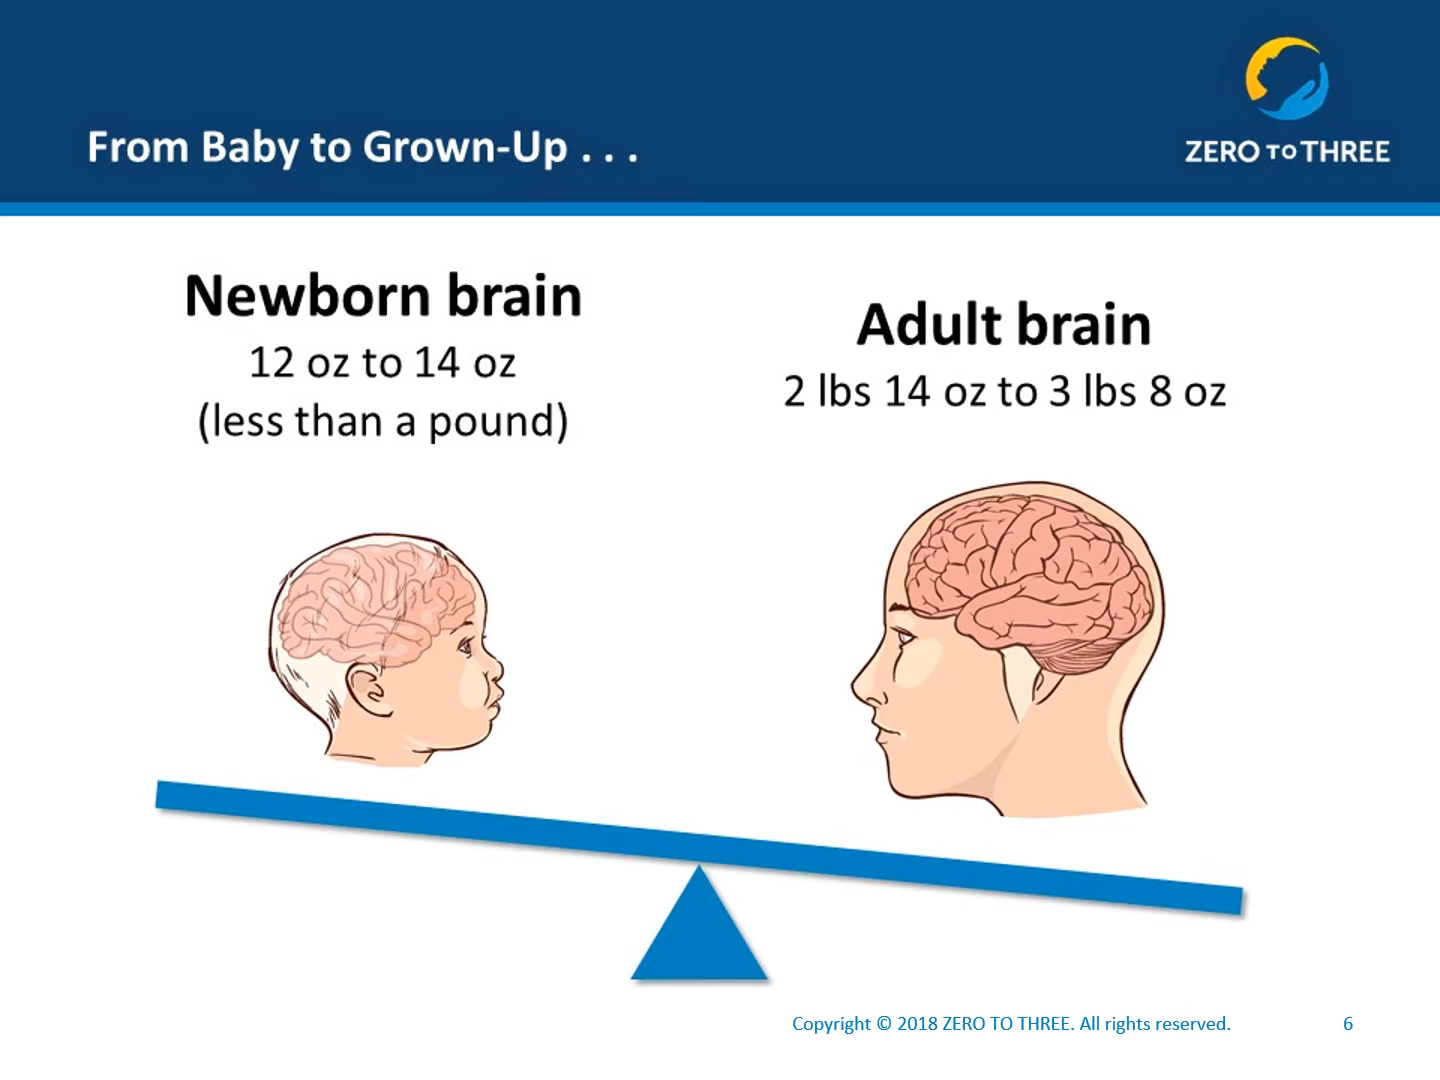 From Baby to Grown-Up . . .
ZERO TO THREE
Newborn brain
12 oz to 14 oz
(less than a pound)
Adult brain
2 lbs 14 oz to 3 lbs 8 oz
Copyright © 2018 ZERO TO THREE. All rights reserved.
6